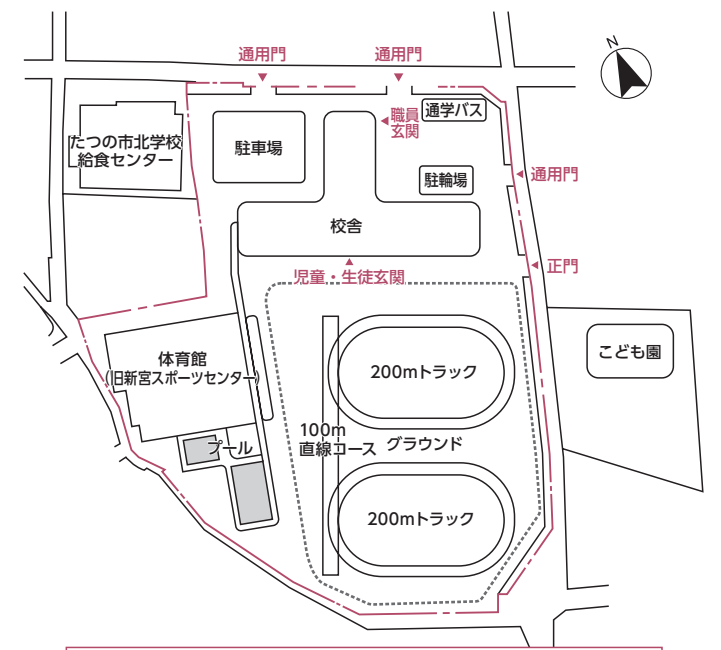 通用門
通用門
N
職員
玄関
通学バス
たつの市北学校
給食センター
駐車場
駐輪場
通用門
校舎
正門
児童・生徒玄関
体育館
(旧新宮スポーツセンター)
200mトラック
こども園
100m
直線コース
グラウンド
プール
200mトラック